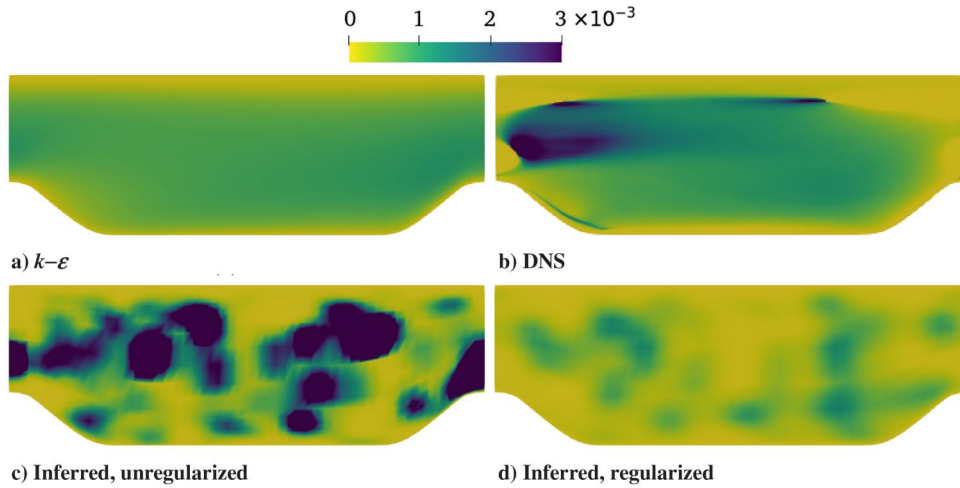 0 1 2 3 ×10⁻³
a) k–ε
b) DNS
c) Inferred, unregularized
d) Inferred, regularized